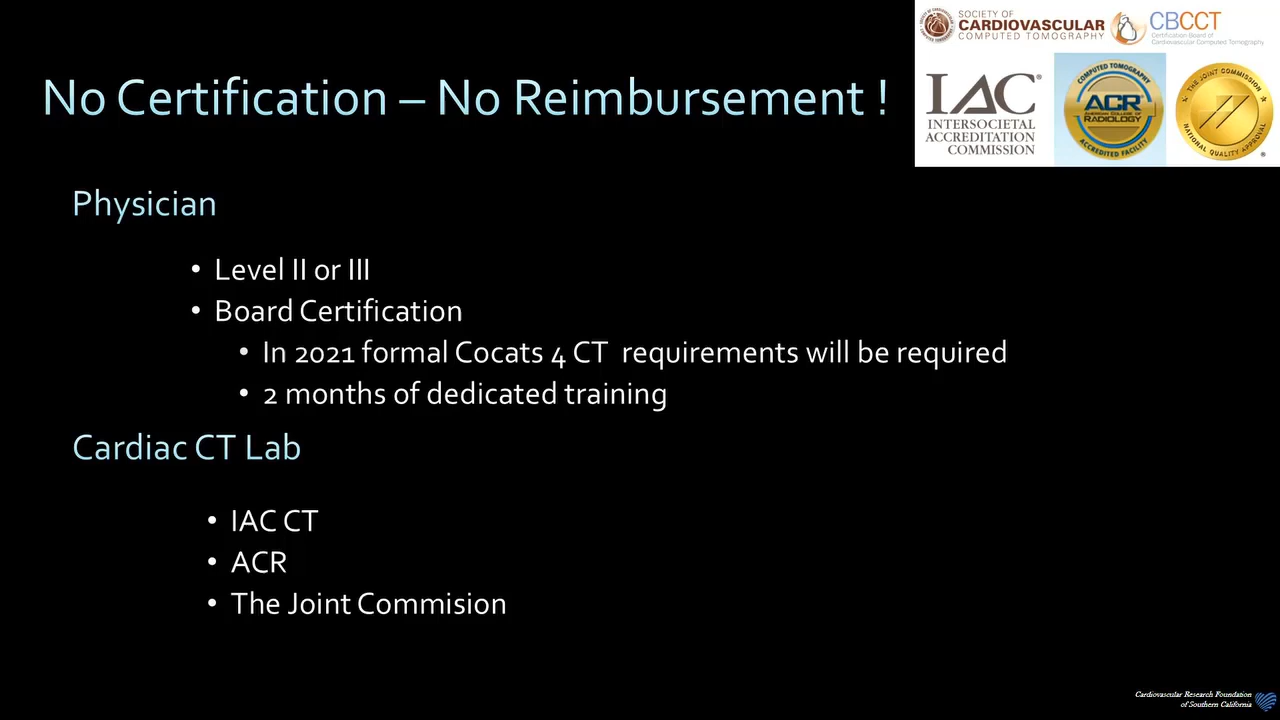 SOCIETY OF
CARDIOVASCULAR
COMPUTED TOMOGRAPHY
CBCCT
Certification Board of
Cardiovascular Computed Tomography
No Certification – No Reimbursement !
IAC®
INTERSOCIETAL
ACCREDITATION
COMMISSION
COMPUTED TOMOGRAPHY
ACR
AMERICAN COLLEGE OF
RADIOLOGY
ACCREDITED FACILITY
THE JOINT COMMISSION
NATIONAL QUALITY APPROVAL
®
Physician
• Level II or III
• Board Certification
• In 2021 formal Cocats 4 CT requirements will be required
• 2 months of dedicated training
Cardiac CT Lab
• IAC CT
• ACR
• The Joint Commision
Cardiovascular Research Foundation
of Southern California